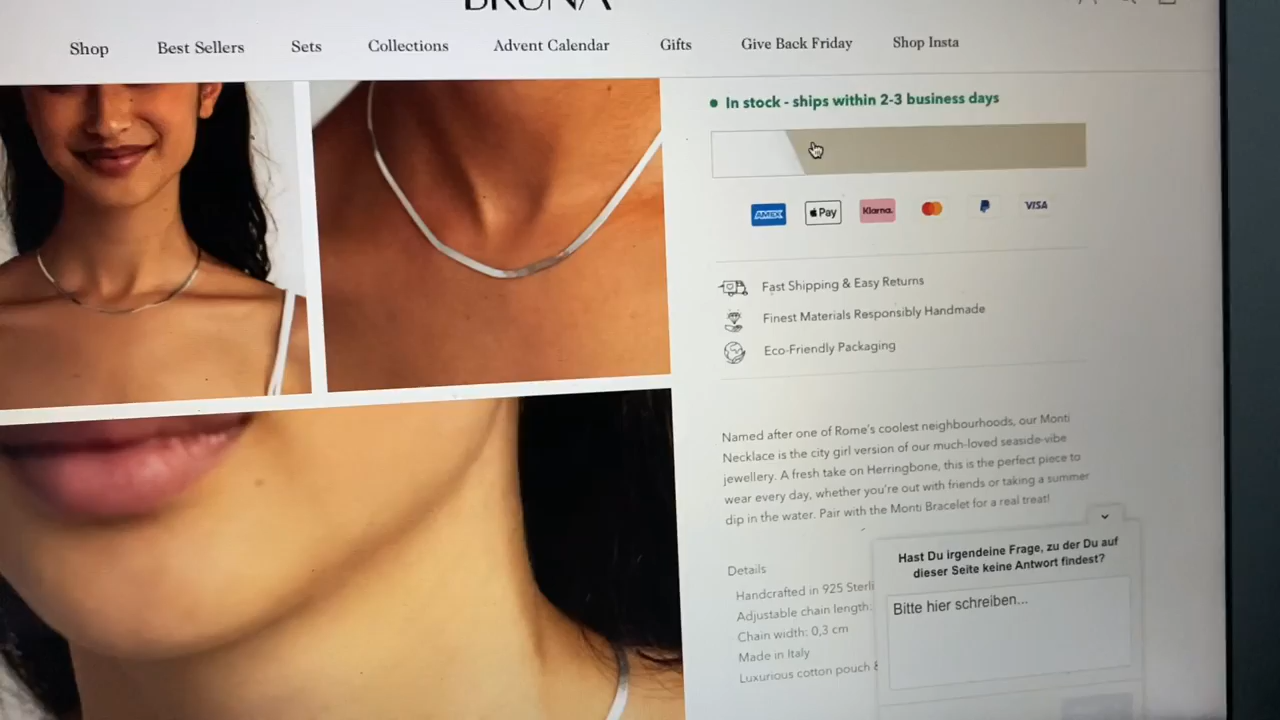 BRUNA
Shop Best Sellers Sets Collections Advent Calendar Gifts Give Back Friday Shop Insta
In stock - ships within 2-3 business days
AMEX Pay Klarna. VISA
Fast Shipping & Easy Returns
Finest Materials Responsibly Handmade
Eco-Friendly Packaging
Named after one of Rome's coolest neighbourhoods, our Monti
Necklace is the city girl version of our much-loved seaside-vibe
jewellery. A fresh take on Herringbone, this is the perfect piece to
wear every day, whether you're out with friends or taking a summer
dip in the water. Pair with the Monti Bracelet for a real treat!
Details
Handcrafted in 925 Sterli
Adjustable chain length:
Chain width: 0,3 cm
Made in Italy
Luxurious cotton pouch &
Hast Du irgendeine Frage, zu der Du auf
dieser Seite keine Antwort findest?
Bitte hier schreiben...